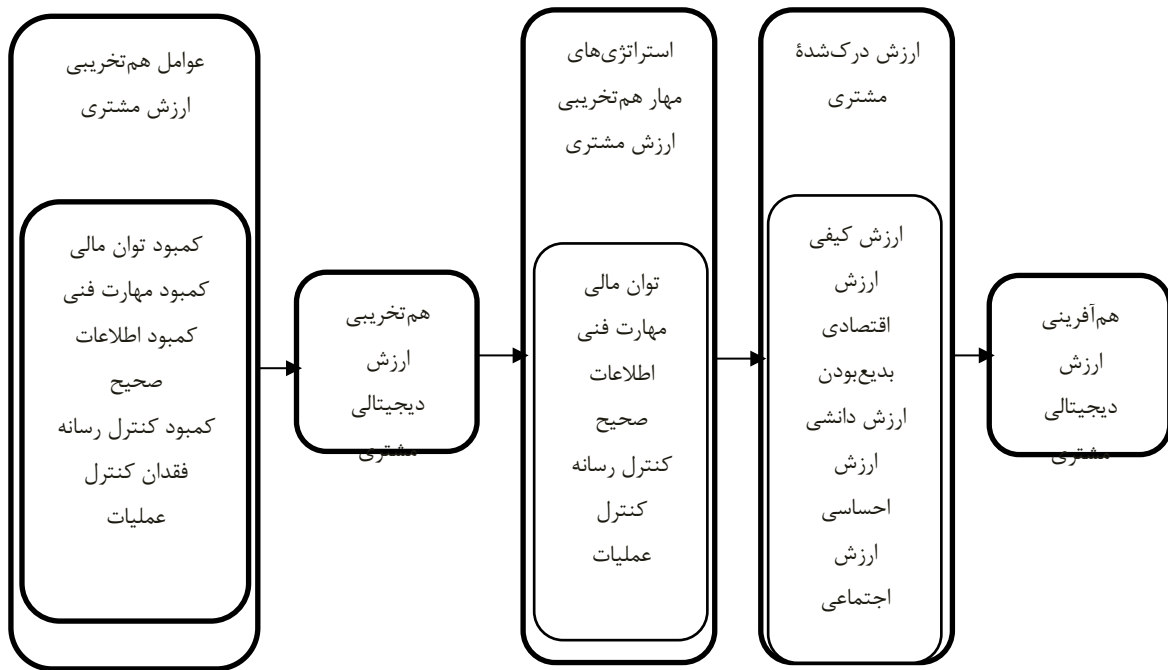 عوامل هم‌تخریبی
ارزش مشتری
کمبود توان مالی
کمبود مهارت فنی
کمبود اطلاعات
صحیح
کمبود کنترل رسانه
فقدان کنترل
عملیات
هم‌تخریبی
ارزش
دیجیتالی
مشتری
استراتژی‌های
مهار هم‌تخریبی
ارزش مشتری
توان مالی
مهارت فنی
اطلاعات
صحیح
کنترل رسانه
کنترل
عملیات
ارزش درک‌شدۀ
مشتری
ارزش کیفی
ارزش
اقتصادی
بدیع‌بودن
ارزش دانشی
ارزش
احساسی
ارزش
اجتماعی
هم‌آفرینی
ارزش
دیجیتالی
مشتری